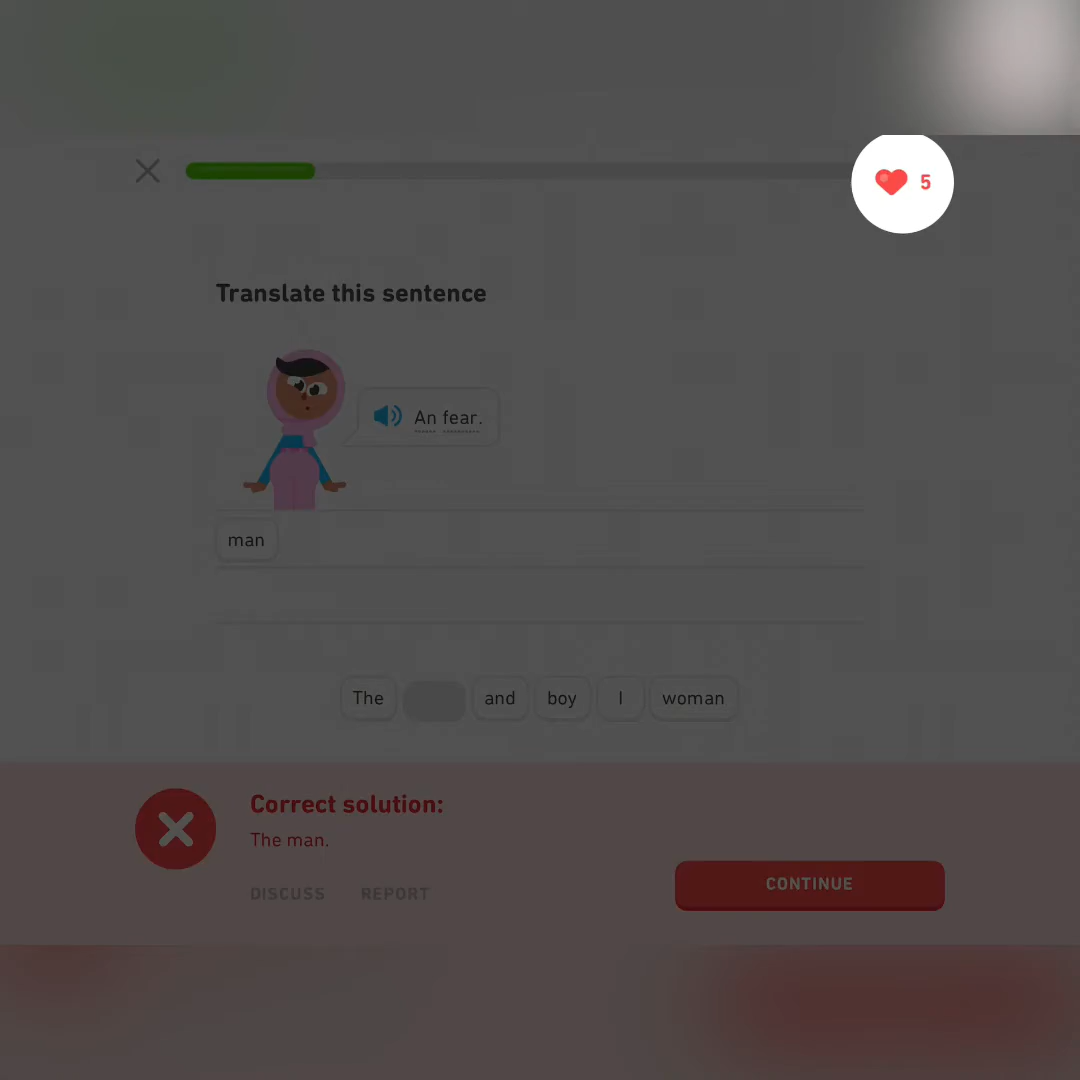 5
Translate this sentence
An fear.
man
The and boy I woman
Correct solution:
The man.
DISCUSS REPORT
CONTINUE